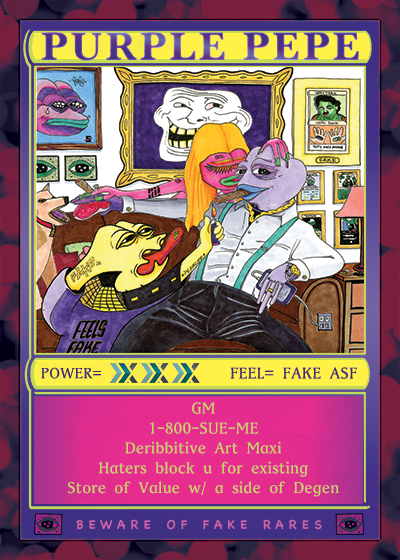 PURPLE PEPE
FAKE
FEELS
FAKE
POWER= XXX FEEL= FAKE ASF
GM
1-800-SUE-ME
Deribbitive Art Maxi
Haters block u for existing
Store of Value w/ a side of Degen
BEWARE OF FAKE RARES